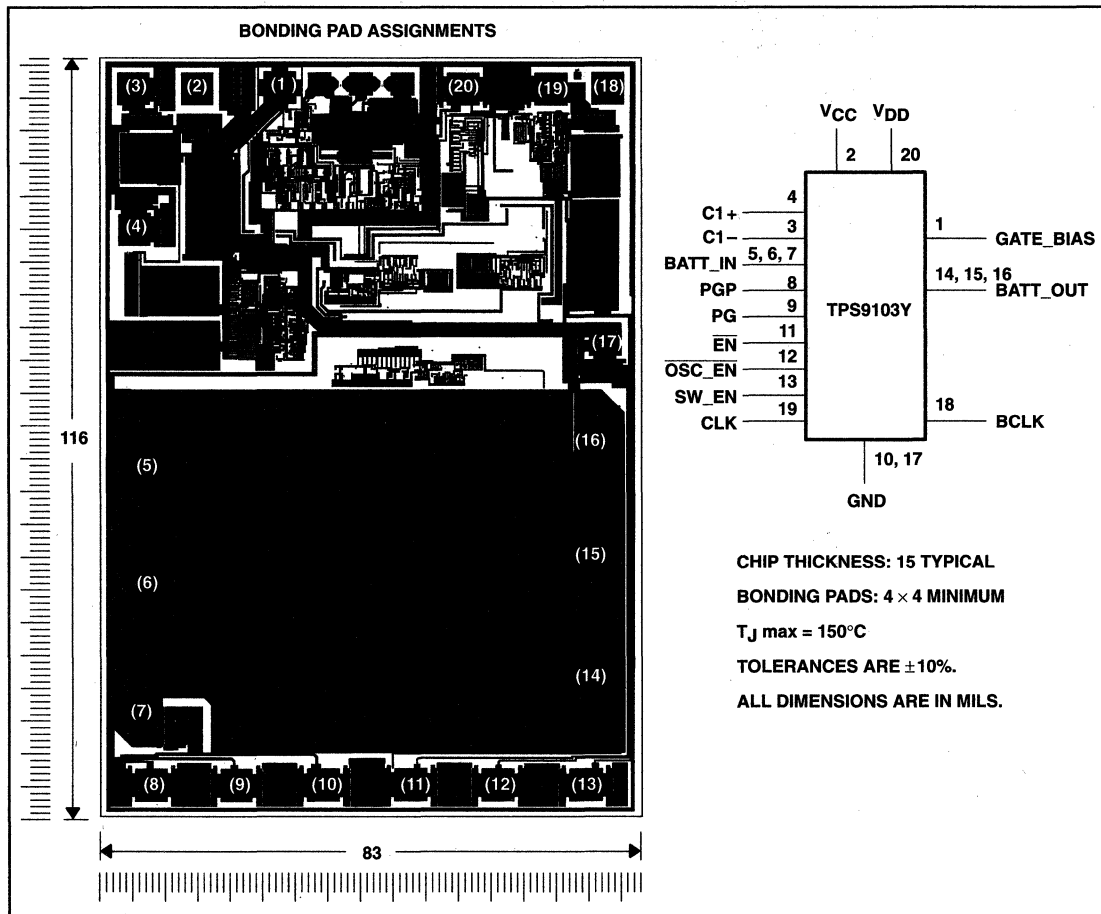 BONDING PAD ASSIGNMENTS
(3) (2) (1) (20) (19) (18)
(4)
(17)
(16)
(5)
(15)
(6)
(14)
(7)
(8) (9) (10) (11) (12) (13)
116
83
VCC VDD
2 20
4
C1+
3
C1−
5, 6, 7
BATT_IN
8
PGP
9
PG
11
EN
12
OSC_EN
13
SW_EN
19
CLK
TPS9103Y
1
GATE_BIAS
14, 15, 16
BATT_OUT
18
BCLK
10, 17
GND
CHIP THICKNESS: 15 TYPICAL
BONDING PADS: 4 × 4 MINIMUM
TJ max = 150°C
TOLERANCES ARE ±10%.
ALL DIMENSIONS ARE IN MILS.